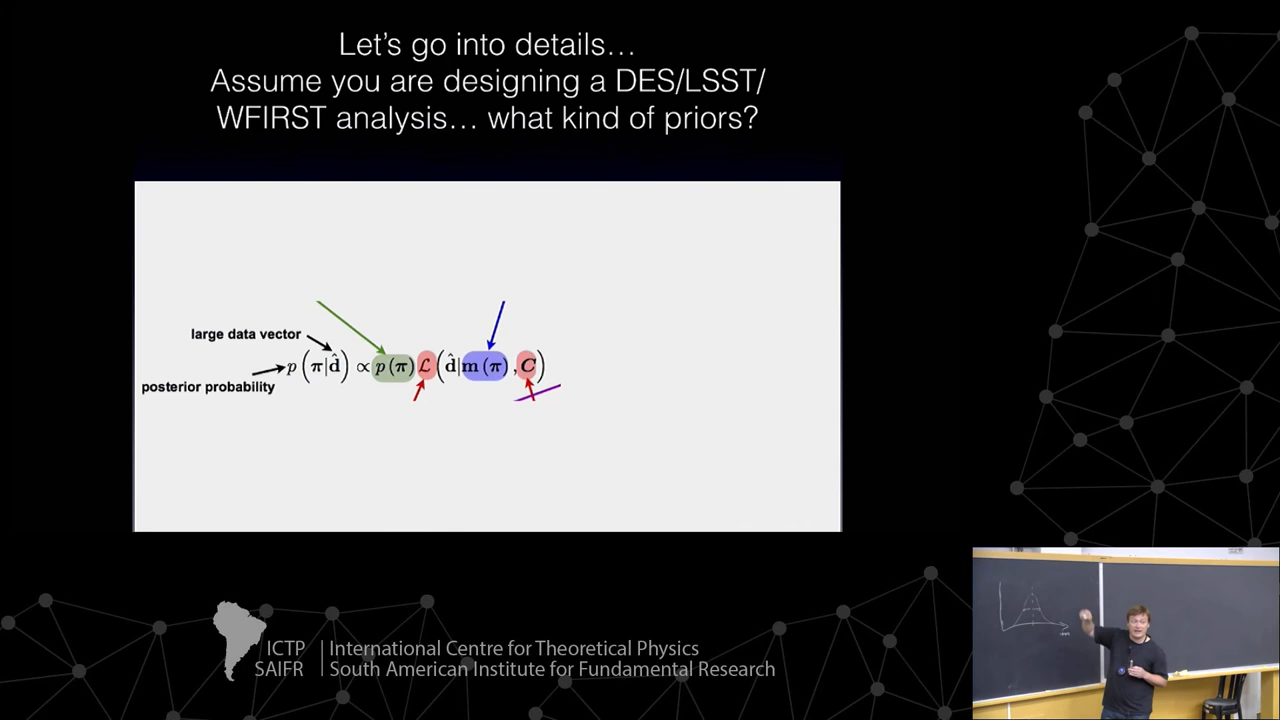 Let's go into details…
Assume you are designing a DES/LSST/
WFIRST analysis… what kind of priors?
large data vector
p (π|d̂) ∝ p (π) ℒ (d̂|m (π) , C)
posterior probability
ICTP | International Centre for Theoretical Physics
SAIFR | South American Institute for Fundamental Research